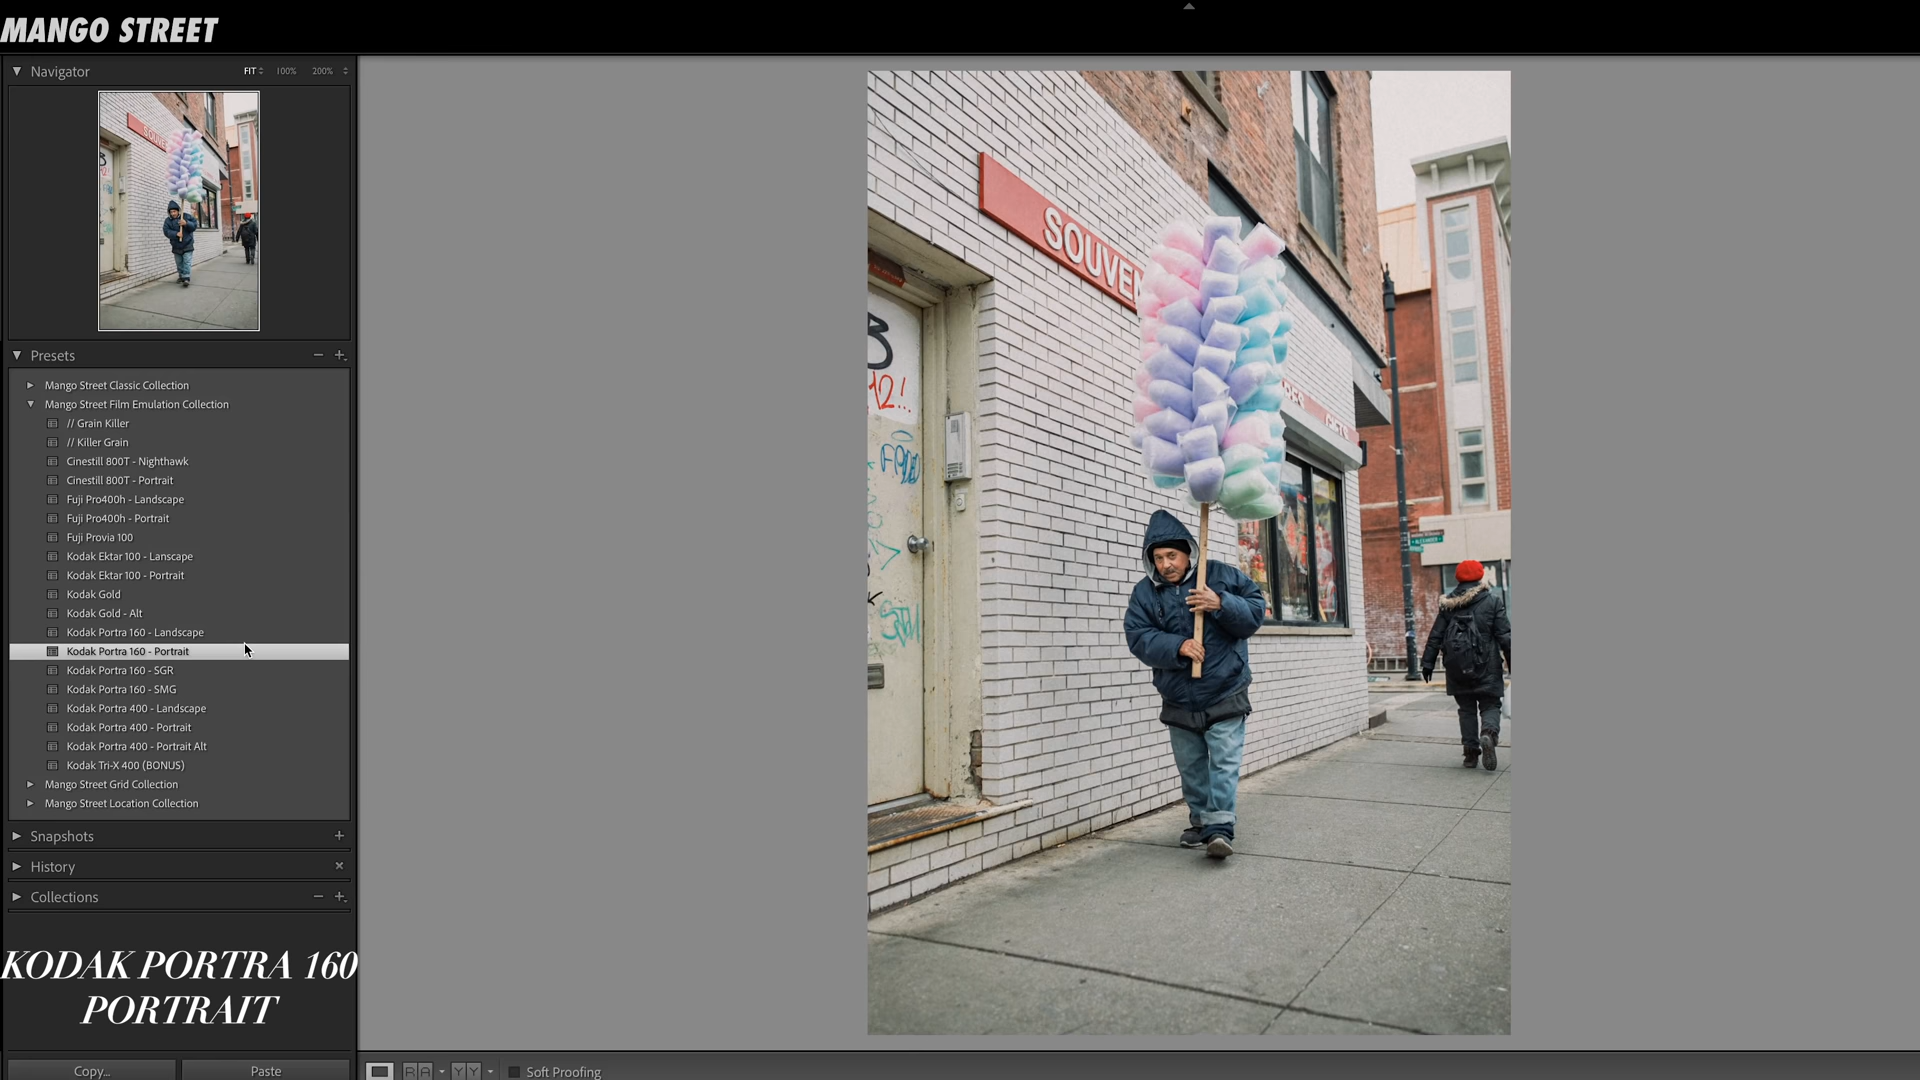 MANGO STREET
Navigator
FIT 100% 200%
Presets
Mango Street Classic Collection
Mango Street Film Emulation Collection
// Grain Killer
// Killer Grain
Cinestill 800T - Nighthawk
Cinestill 800T - Portrait
Fuji Pro400h - Landscape
Fuji Pro400h - Portrait
Fuji Provia 100
Kodak Ektar 100 - Lanscape
Kodak Ektar 100 - Portrait
Kodak Gold
Kodak Gold - Alt
Kodak Portra 160 - Landscape
Kodak Portra 160 - Portrait
Kodak Portra 160 - SGR
Kodak Portra 160 - SMG
Kodak Portra 400 - Landscape
Kodak Portra 400 - Portrait
Kodak Portra 400 - Portrait Alt
Kodak Tri-X 400 (BONUS)
Mango Street Grid Collection
Mango Street Location Collection
Snapshots
History
Collections
KODAK PORTRA 160
PORTRAIT
Copy...
Paste
RA
YY
Soft Proofing
SOUVEN
12!